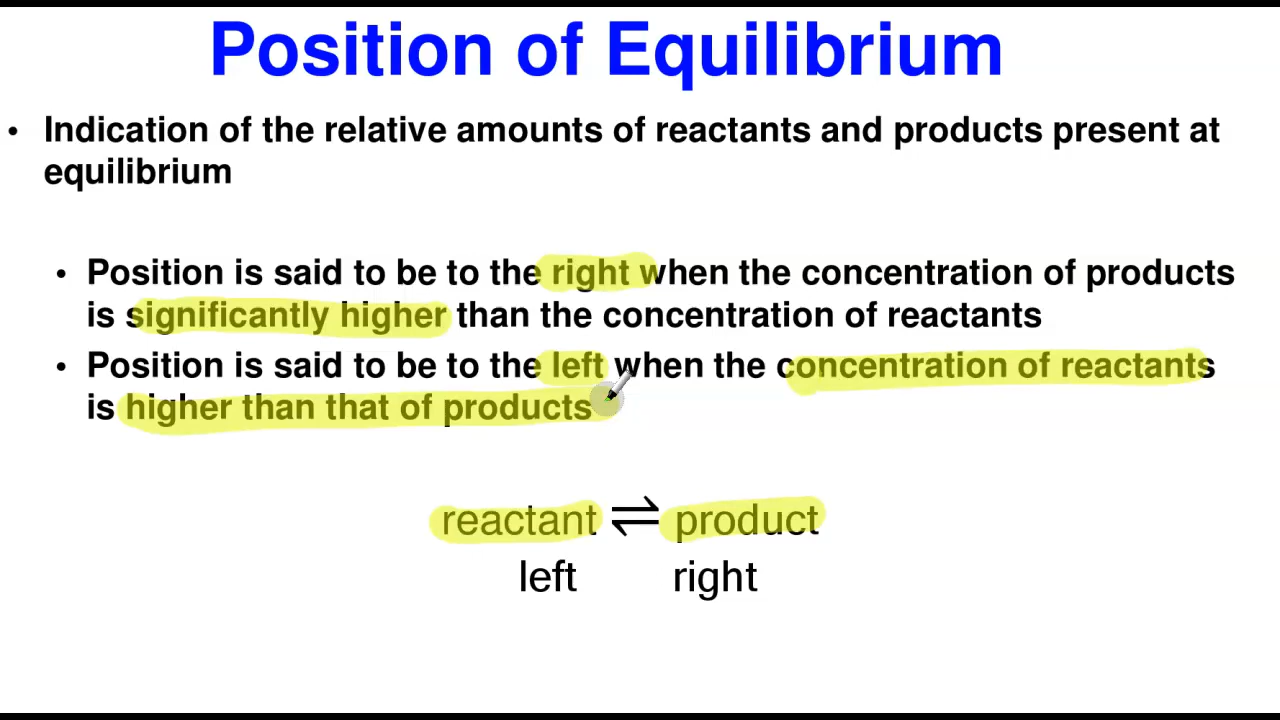 Position of Equilibrium
• Indication of the relative amounts of reactants and products present at
equilibrium
• Position is said to be to the right when the concentration of products
is significantly higher than the concentration of reactants
• Position is said to be to the left when the concentration of reactants
is higher than that of products
reactant ⇌ product
left right